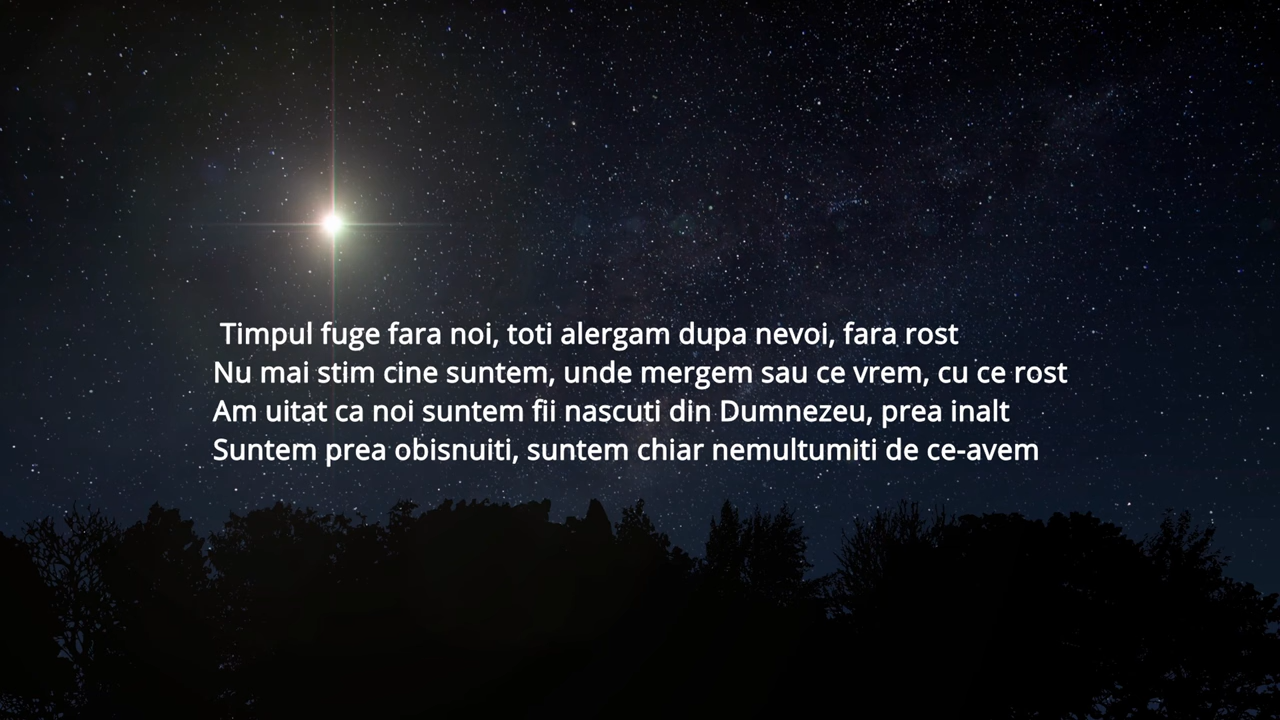 Timpul fuge fara noi, toti alergam dupa nevoi, fara rost
Nu mai stim cine suntem, unde mergem sau ce vrem, cu ce rost
Am uitat ca noi suntem fii nascuti din Dumnezeu, prea inalt
Suntem prea obisnuiti, suntem chiar nemultumiti de ce-avem